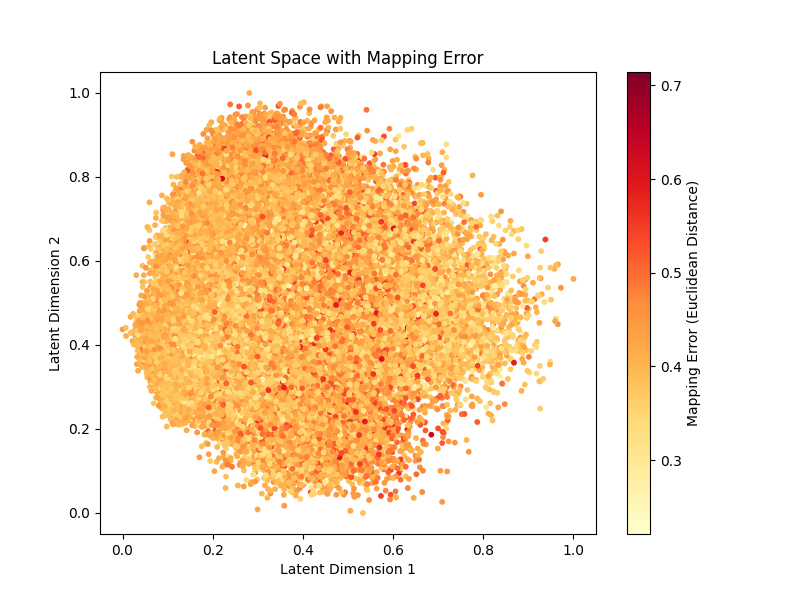 Latent Space with Mapping Error
1.0
0.8
0.6
0.4
0.2
0.0
Latent Dimension 2
0.0 0.2 0.4 0.6 0.8 1.0
Latent Dimension 1
0.7
0.6
0.5
0.4
0.3
Mapping Error (Euclidean Distance)